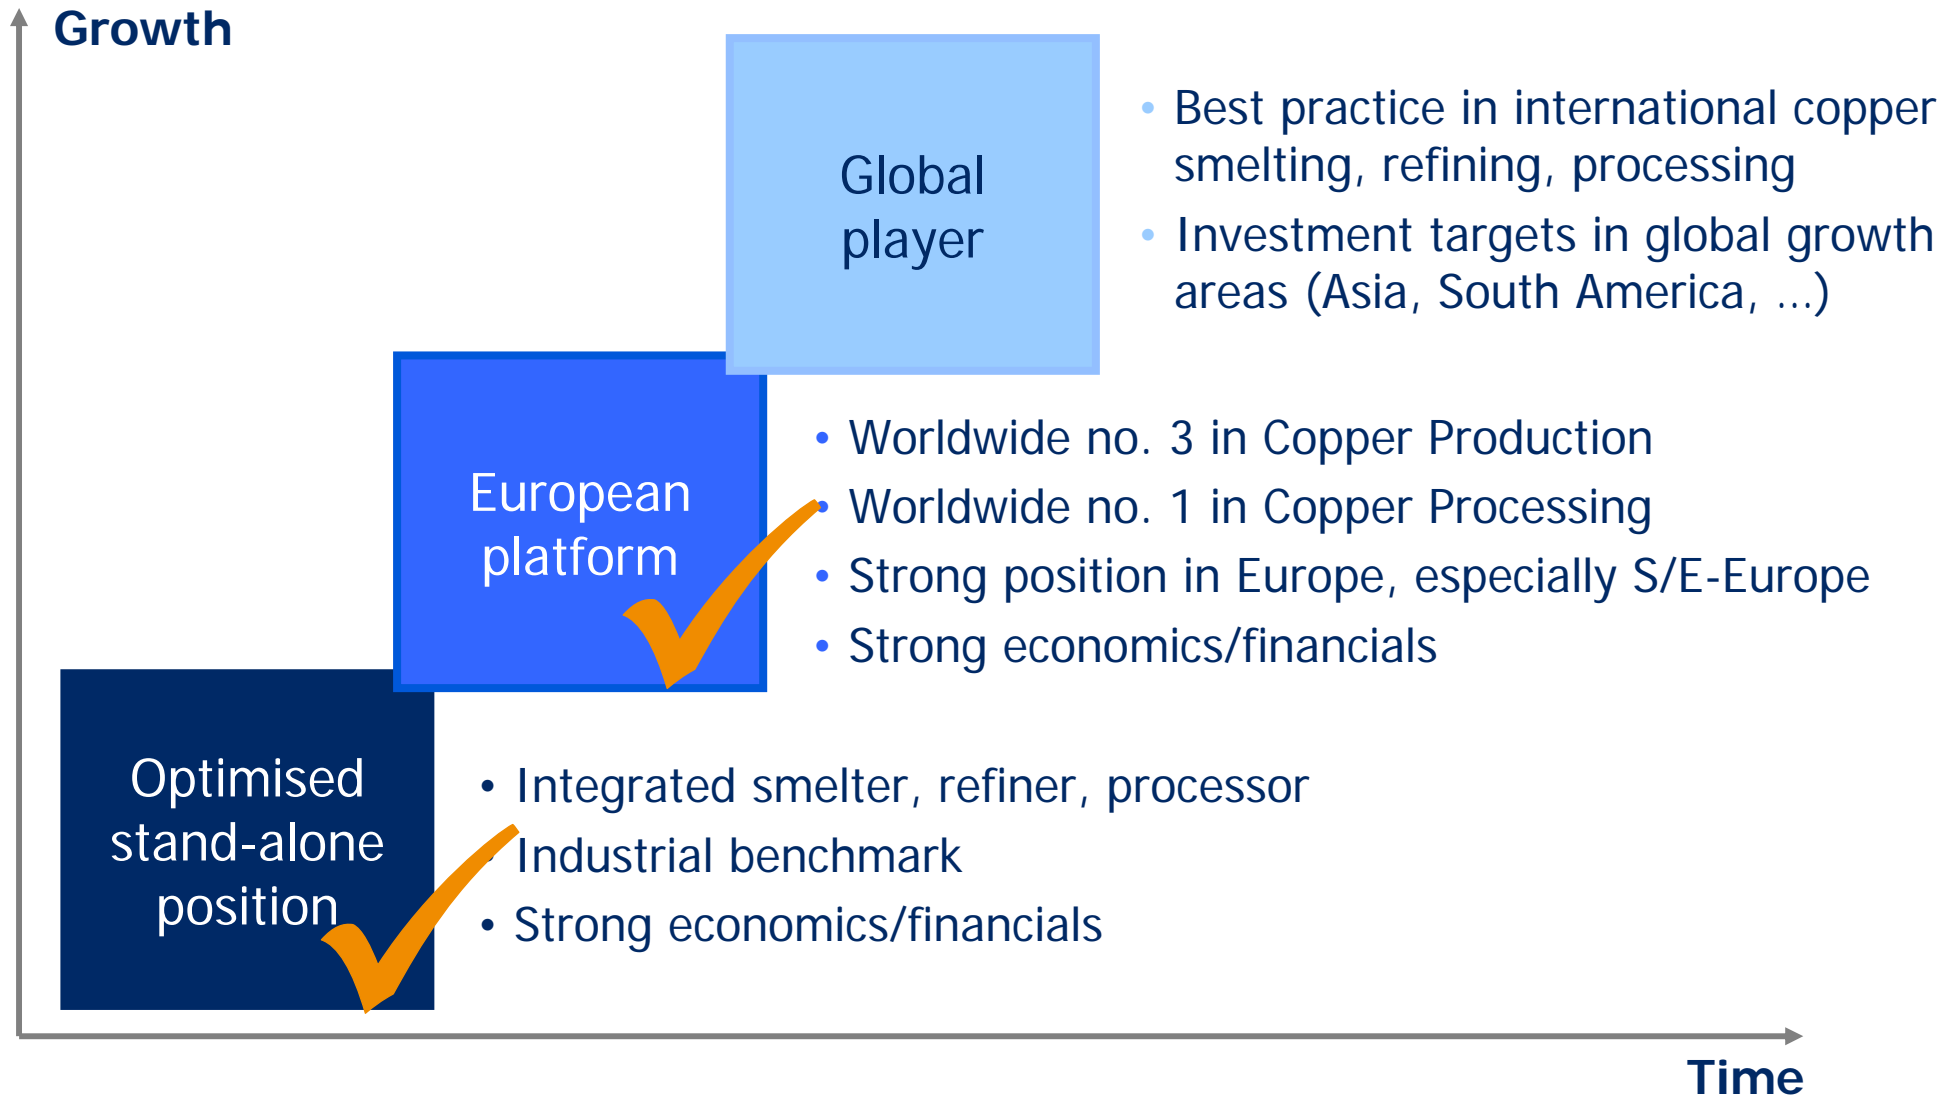 Growth
Global
player
• Best practice in international copper
smelting, refining, processing
• Investment targets in global growth
areas (Asia, South America, ...)
European
platform
• Worldwide no. 3 in Copper Production
• Worldwide no. 1 in Copper Processing
• Strong position in Europe, especially S/E-Europe
• Strong economics/financials
Optimised
stand-alone
position
• Integrated smelter, refiner, processor
• Industrial benchmark
• Strong economics/financials
Time